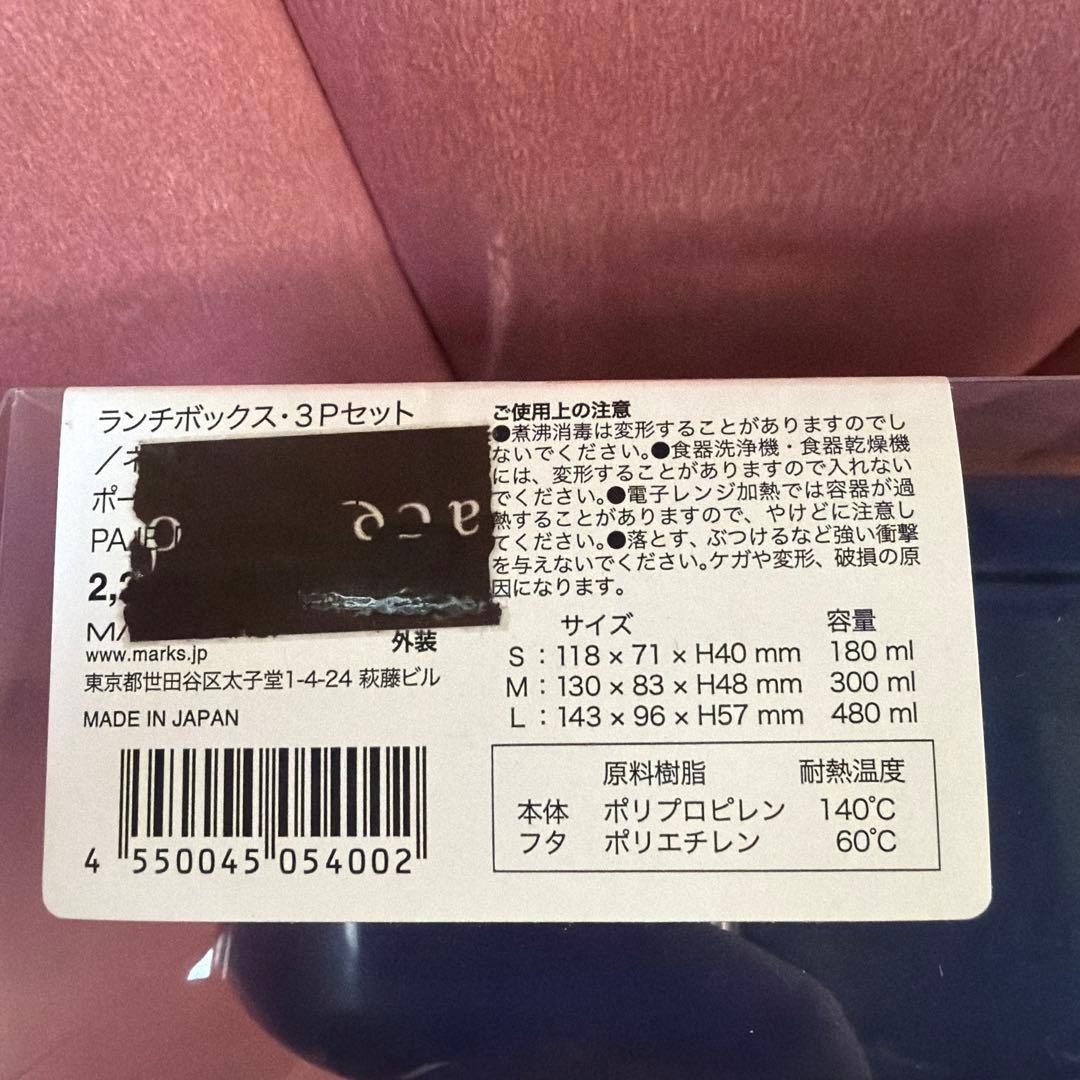 ランチボックス・3Pセット
／ネ
ポー
PAJ
2,2
MA
外装
www.marks.jp
東京都世田谷区太子堂1-4-24 萩藤ビル
MADE IN JAPAN
4 550045 054002
ご使用上の注意
●煮沸消毒は変形することがありますのでし
ないでください。●食器洗浄機・食器乾燥機
には、変形することがありますので入れない
でください。●電子レンジ加熱では容器が過
熱することがありますので、やけどに注意し
てください。●落とす、ぶつけるなど強い衝撃
を与えないでください。ケガや変形、破損の原
因になります。
サイズ 容量
S：118 × 71 × H40 mm 180 ml
M：130 × 83 × H48 mm 300 ml
L：143 × 96 × H57 mm 480 ml
原料樹脂 耐熱温度
本体 ポリプロピレン 140℃
フタ ポリエチレン 60℃